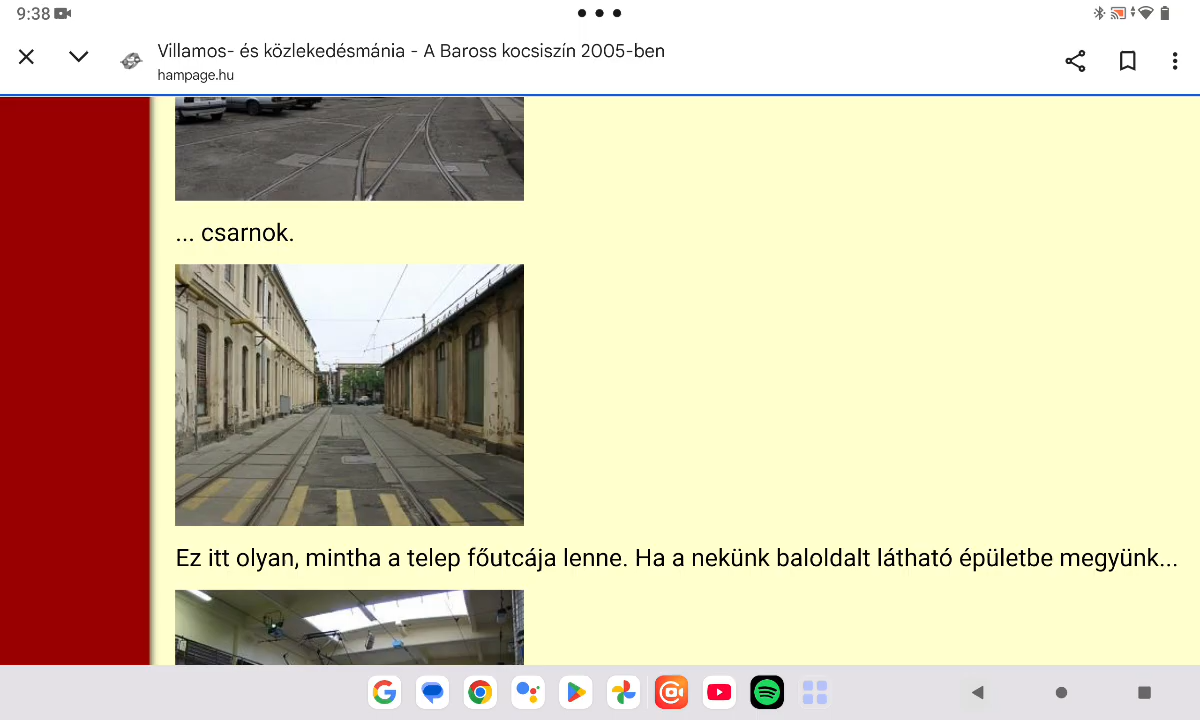 9:38
Villamos- és közlekedésmánia - A Baross kocsiszín 2005-ben
hampage.hu
... csarnok.
Ez itt olyan, mintha a telep főutcája lenne. Ha a nekünk baloldalt látható épületbe megyünk...